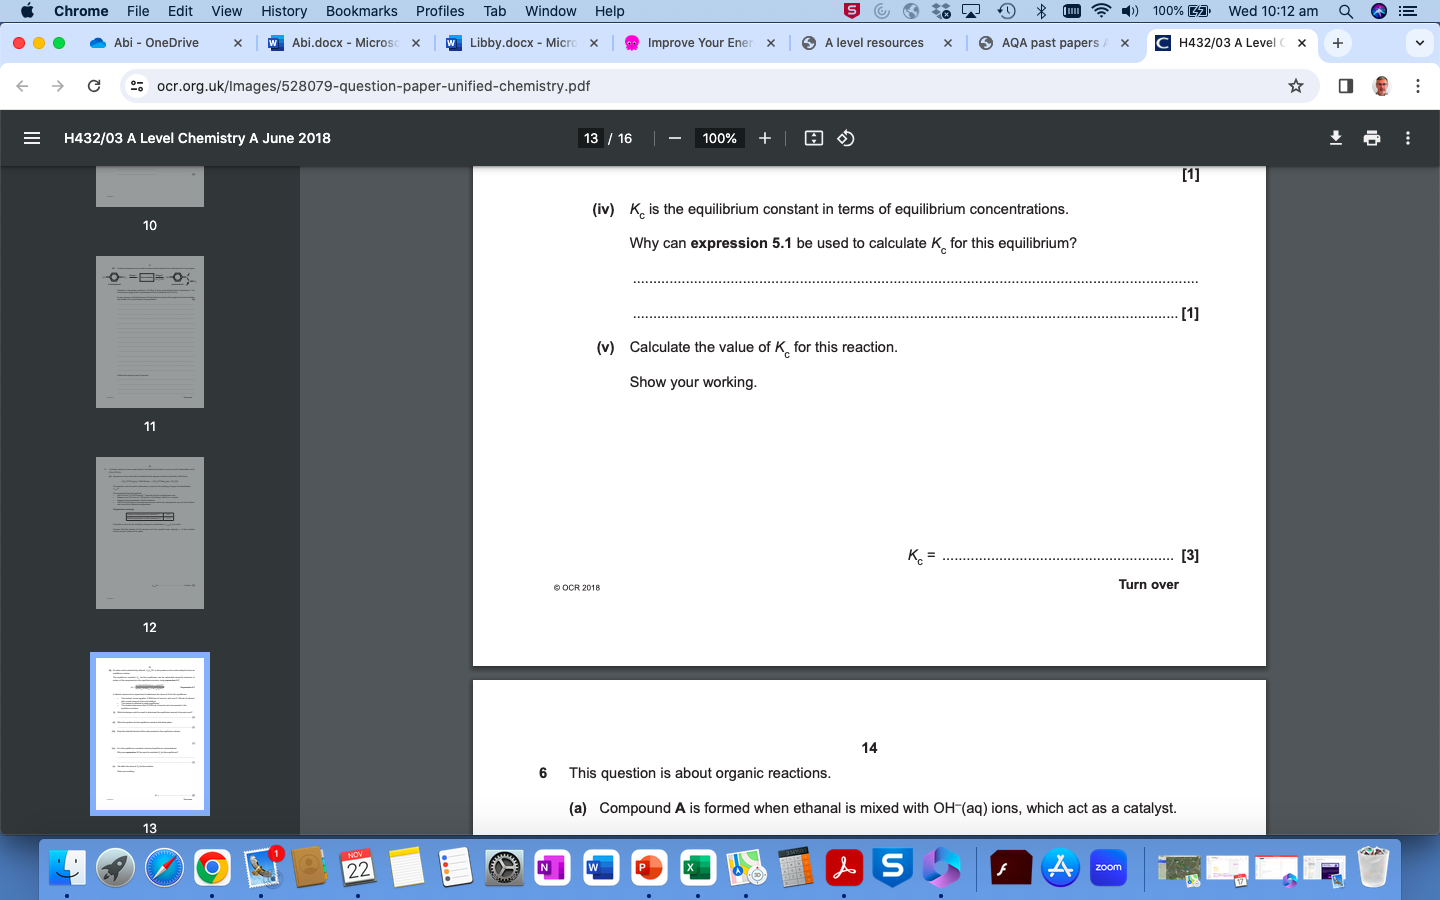 Chrome File Edit View History Bookmarks Profiles Tab Window Help 100% Wed 10:12 am
Abi - OneDrive
Abi.docx - Microso
Libby.docx - Micro
Improve Your Ener
A level resources
AQA past papers A
H432/03 A Level C
ocr.org.uk/Images/528079-question-paper-unified-chemistry.pdf
H432/03 A Level Chemistry A June 2018
13 / 16
100%
10
11
12
13
[1]
(iv) Kc is the equilibrium constant in terms of equilibrium concentrations.
Why can expression 5.1 be used to calculate Kc for this equilibrium?
[1]
(v) Calculate the value of Kc for this reaction.
Show your working.
Kc = ........................................................ [3]
© OCR 2018
Turn over
14
6 This question is about organic reactions.
(a) Compound A is formed when ethanal is mixed with OH⁻(aq) ions, which act as a catalyst.
1
NOV
22
zoom
17